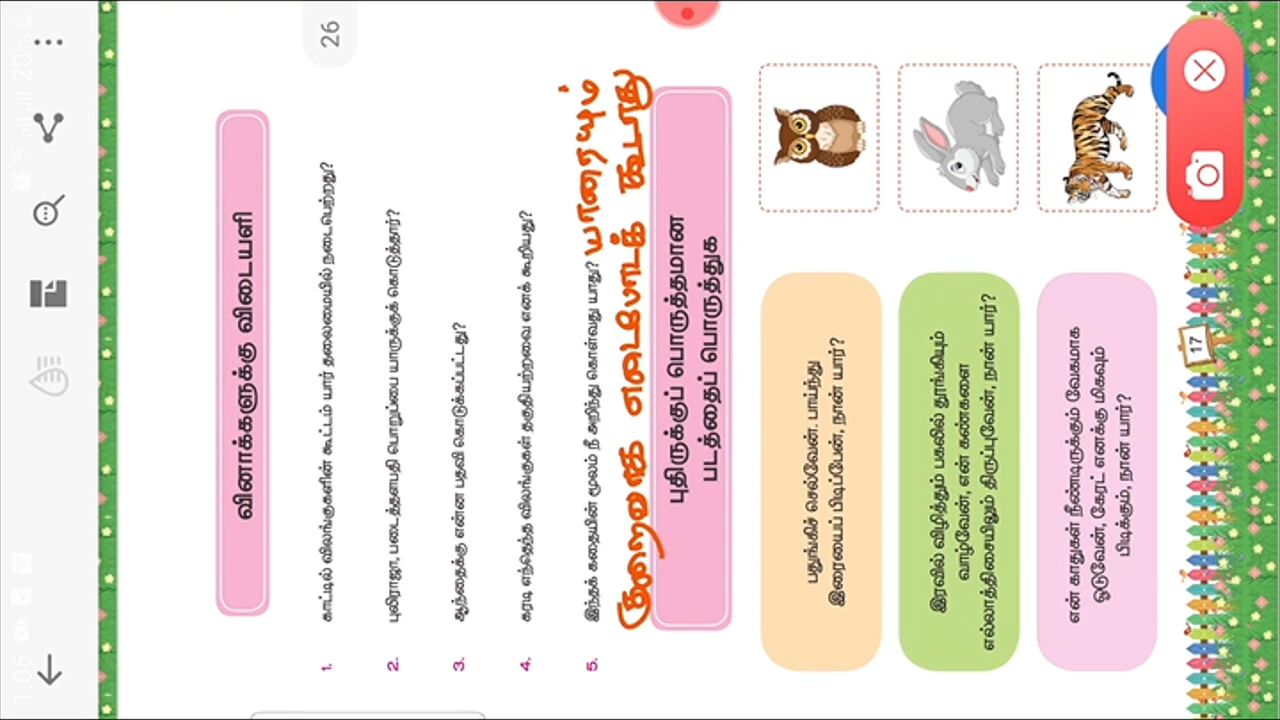 வினாக்களுக்கு விடையளி
1. காட்டில் விலங்குகளின் கூட்டம் யார் தலைமையில் நடைபெற்றது?
2. புலிராஜா, படைத்தளபதி பொறுப்பை யாருக்குக் கொடுத்தார்?
3. ஆந்தைக்கு என்ன பதவி கொடுக்கப்பட்டது?
4. கரடி எந்தெந்த விலங்குகள் தகுதியற்றவை எனக் கூறியது?
5. இந்தக் கதையின் மூலம் நீ அறிந்து கொள்வது யாது? யாரையும்
குறைவாக எடைபோடக் கூடாது
புதிருக்குப் பொருத்தமான
படத்தைப் பொருத்துக
பதுங்கிச் செல்வேன். பாய்ந்து
இரையைப் பிடிப்பேன், நான் யார்?
இரவில் விழித்தும் பகலில் தூங்கியும்
வாழ்வேன், என் கண்களை
எல்லாத்திசையிலும் திருப்புவேன், நான் யார்?
என் காதுகள் நீண்டிருக்கும் வேகமாக
ஓடுவேன், கேரட் எனக்கு மிகவும்
பிடிக்கும், நான் யார்?
17
26